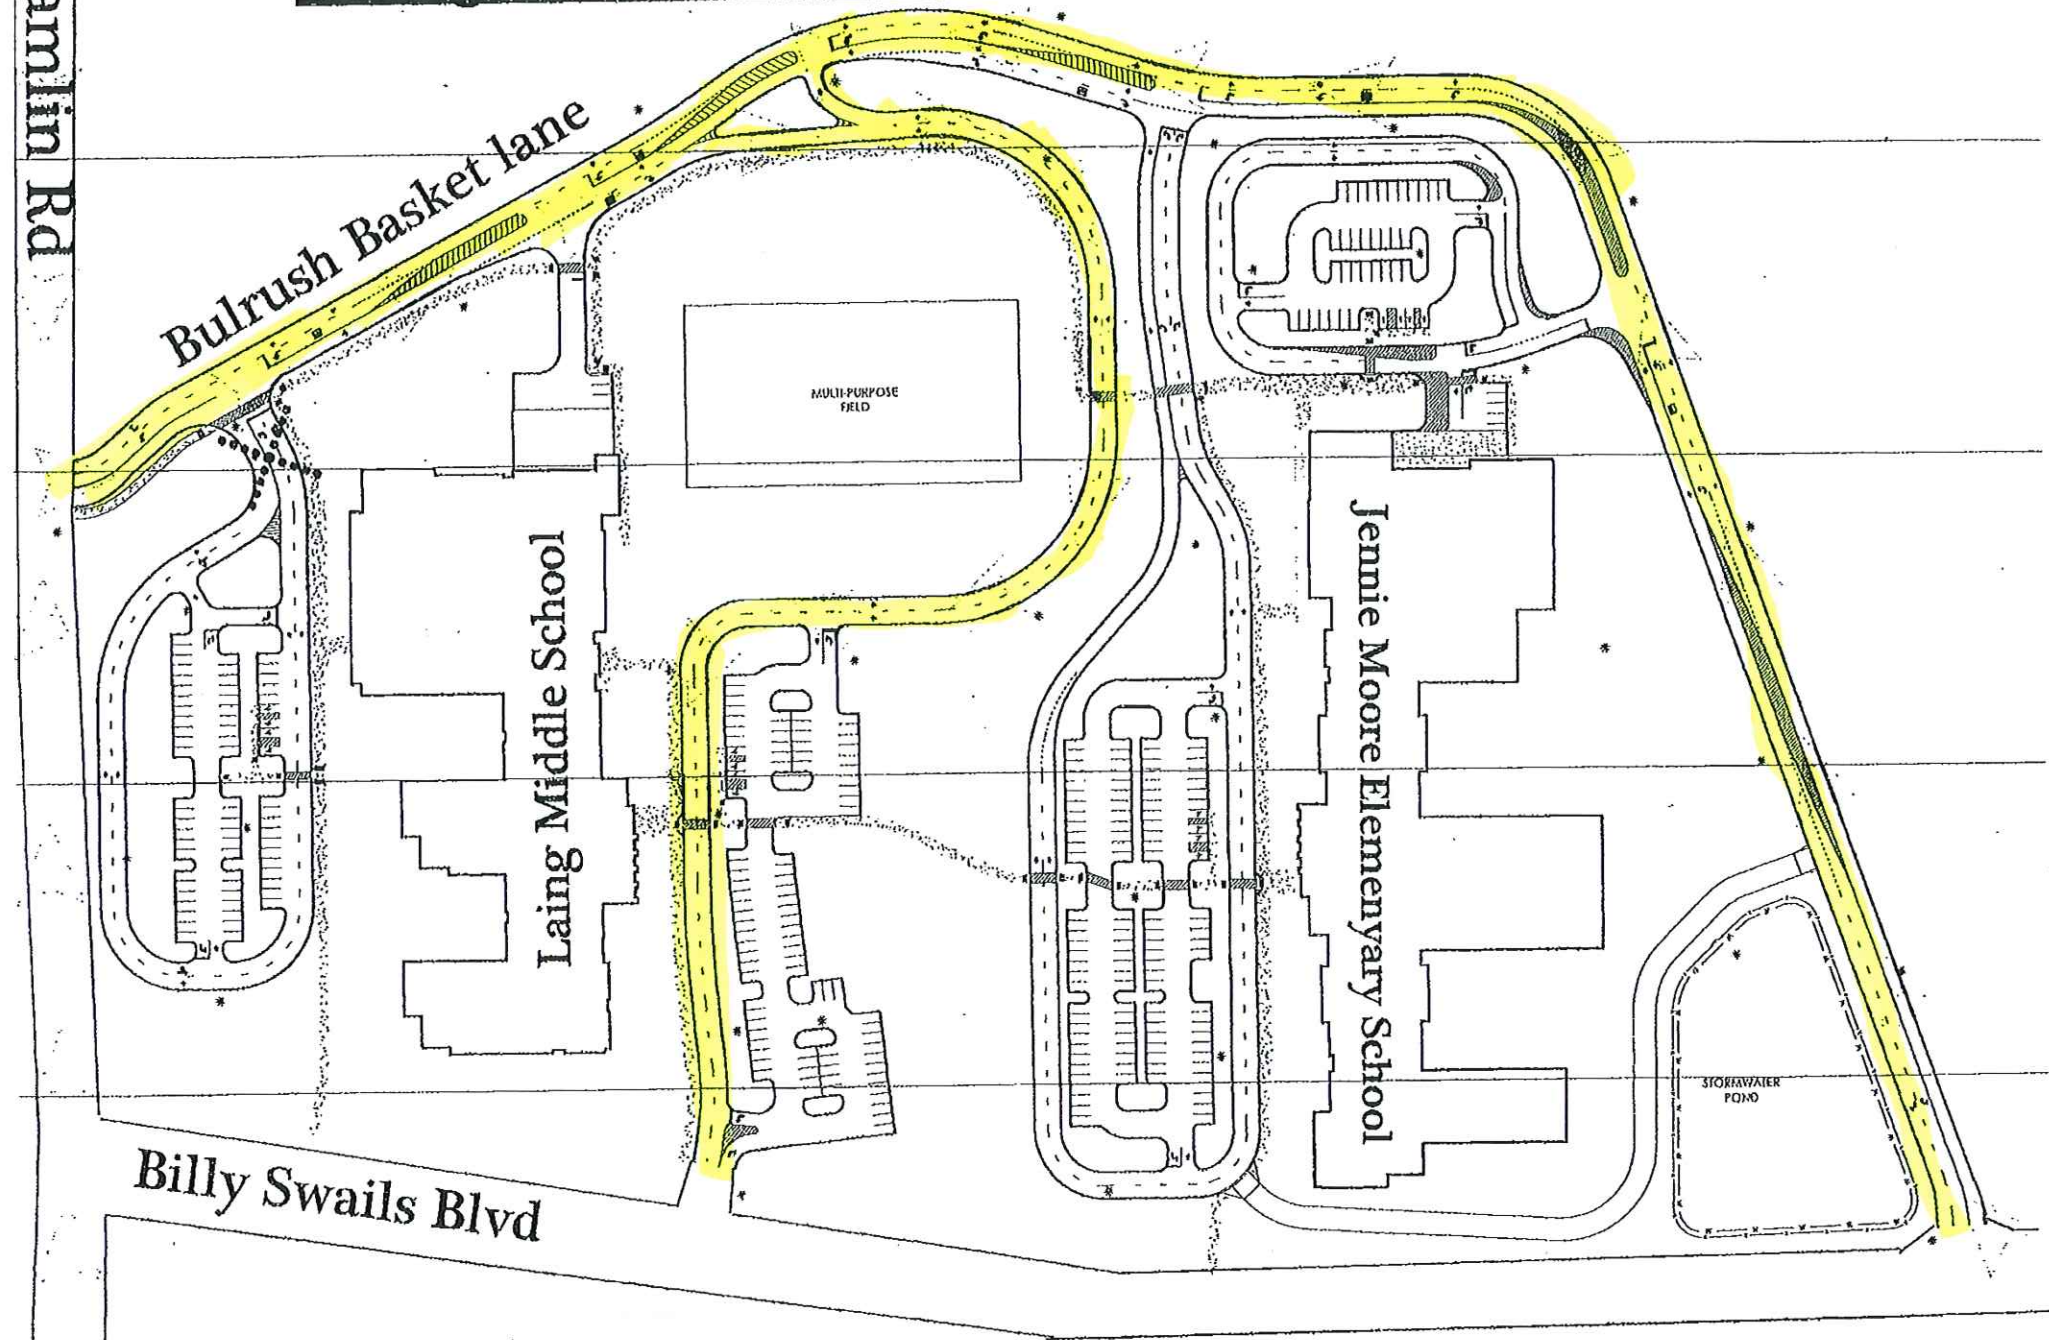 amlin Rd
Bulrush Basket lane
MULTI-PURPOSE
FIELD
Laing Middle School
Jennie Moore Elemenyary School
STORMWATER
POND
Billy Swails Blvd